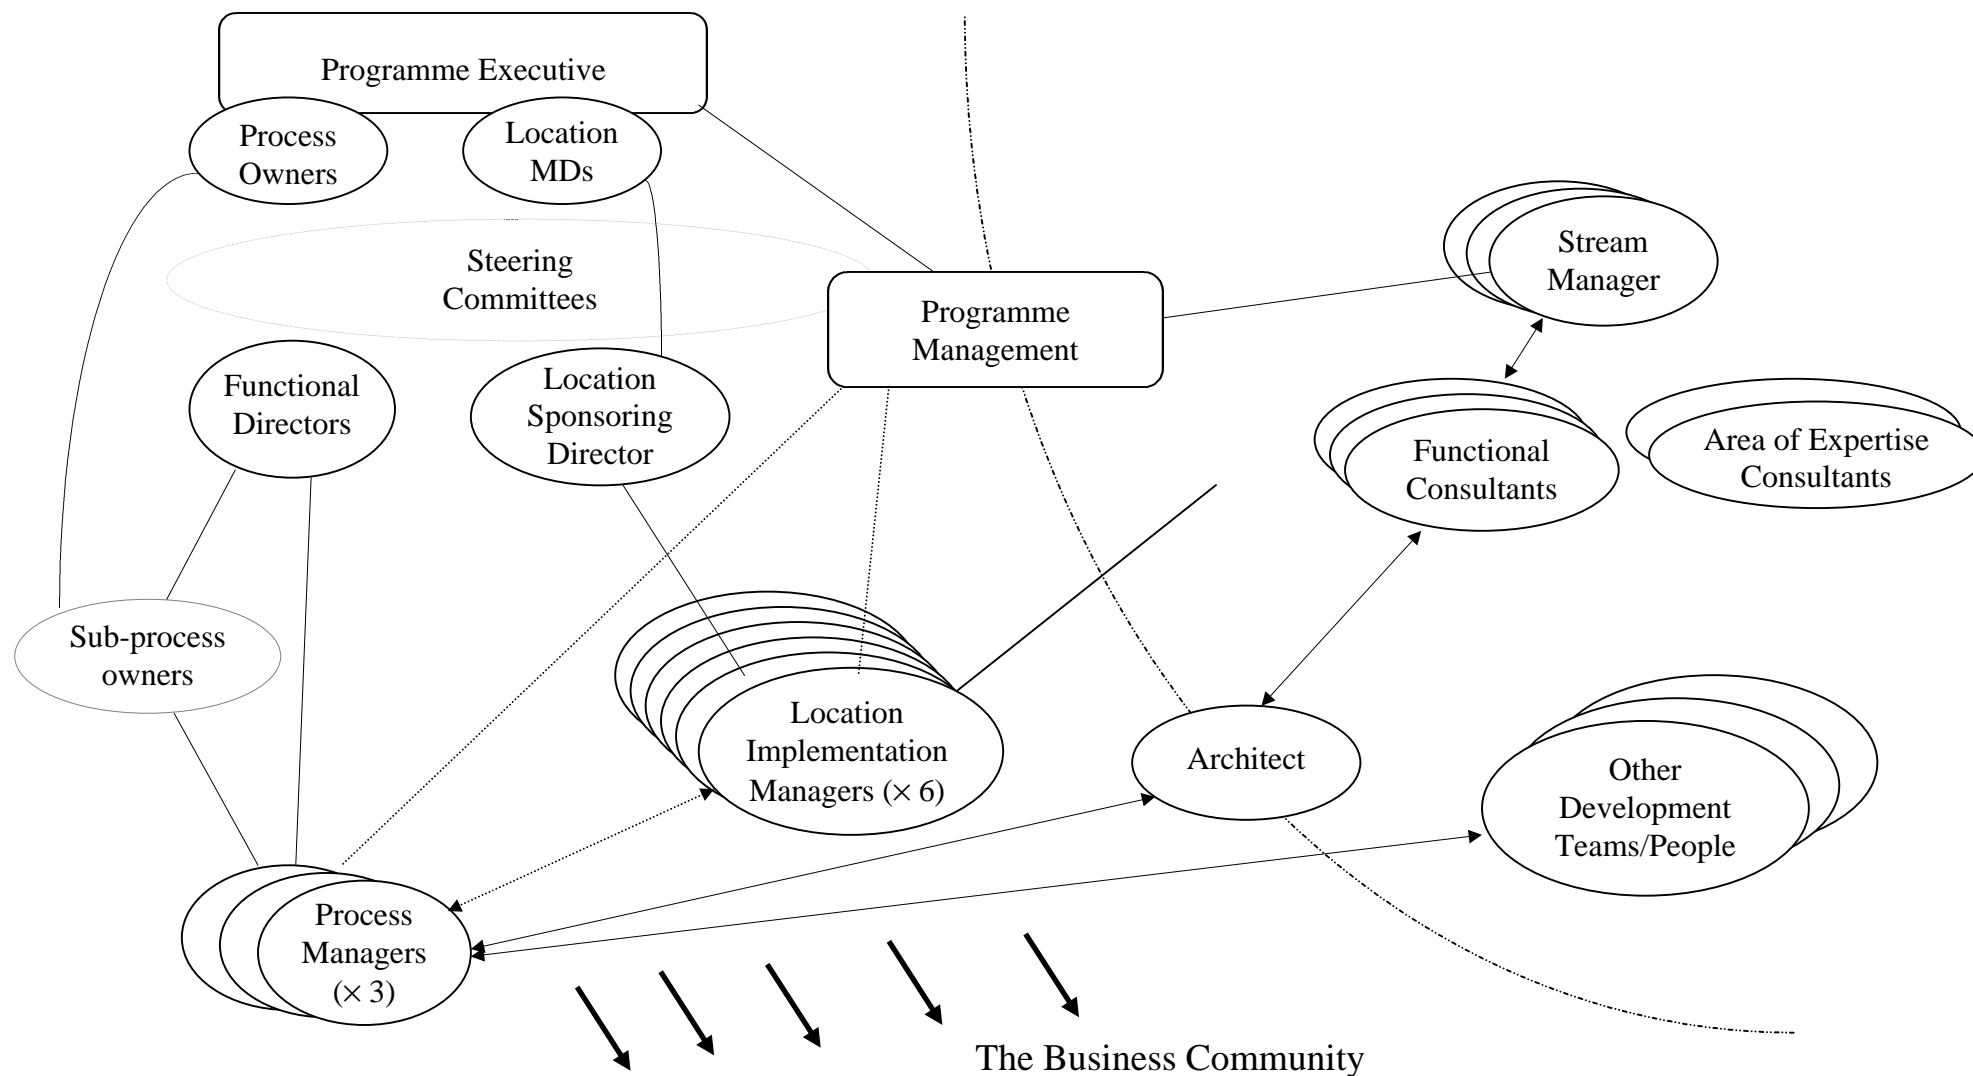 Programme Executive
Process
Owners
Location
MDs
Steering
Committees
Stream
Manager
Programme
Management
Functional
Directors
Location
Sponsoring
Director
Functional
Consultants
Area of Expertise
Consultants
Sub-process
owners
Location
Implementation
Managers (× 6)
Architect
Other
Development
Teams/People
Process
Managers
(× 3)
The Business Community